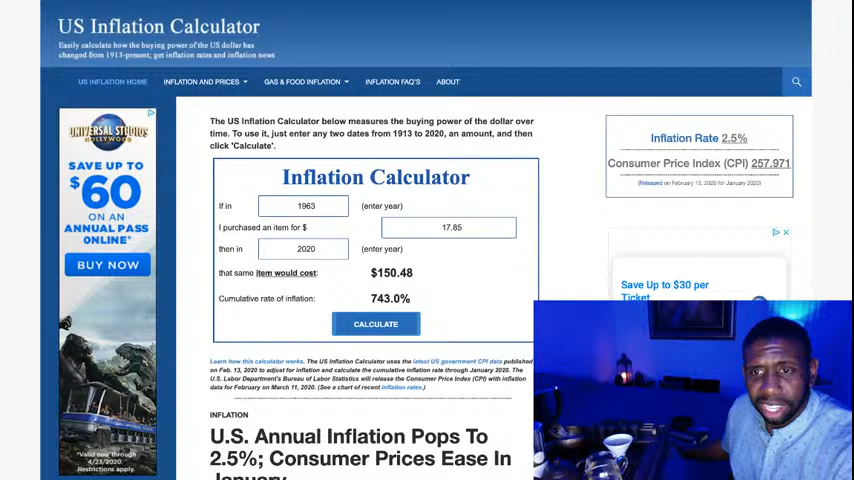 US Inflation Calculator
Easily calculate how the buying power of the US dollar has
changed from 1913-present; get inflation rates and inflation news
US INFLATION HOME
INFLATION AND PRICES
GAS & FOOD INFLATION
INFLATION FAQ'S
ABOUT
UNIVERSAL STUDIOS
HOLLYWOOD
SAVE UP TO
$60
ON AN
ANNUAL PASS
ONLINE*
BUY NOW
*Valid now through
4/23/2020.
Restrictions apply.
The US Inflation Calculator below measures the buying power of the dollar over
time. To use it, just enter any two dates from 1913 to 2020, an amount, and then
click 'Calculate'.
Inflation Calculator
If in 1963 (enter year)
I purchased an item for $ 17.85
then in 2020 (enter year)
that same item would cost: $150.48
Cumulative rate of inflation: 743.0%
CALCULATE
Learn how this calculator works. The US Inflation Calculator uses the latest US government CPI data published
on Feb. 13, 2020 to adjust for inflation and calculate the cumulative inflation rate through January 2020. The
U.S. Labor Department's Bureau of Labor Statistics will release the Consumer Price Index (CPI) with inflation
data for February on March 11, 2020. (See a chart of recent inflation rates.)
INFLATION
U.S. Annual Inflation Pops To
2.5%; Consumer Prices Ease In
January
Inflation Rate 2.5%
Consumer Price Index (CPI) 257.971
(Released on February 13, 2020 for January 2020)
Save Up to $30 per
Ticket